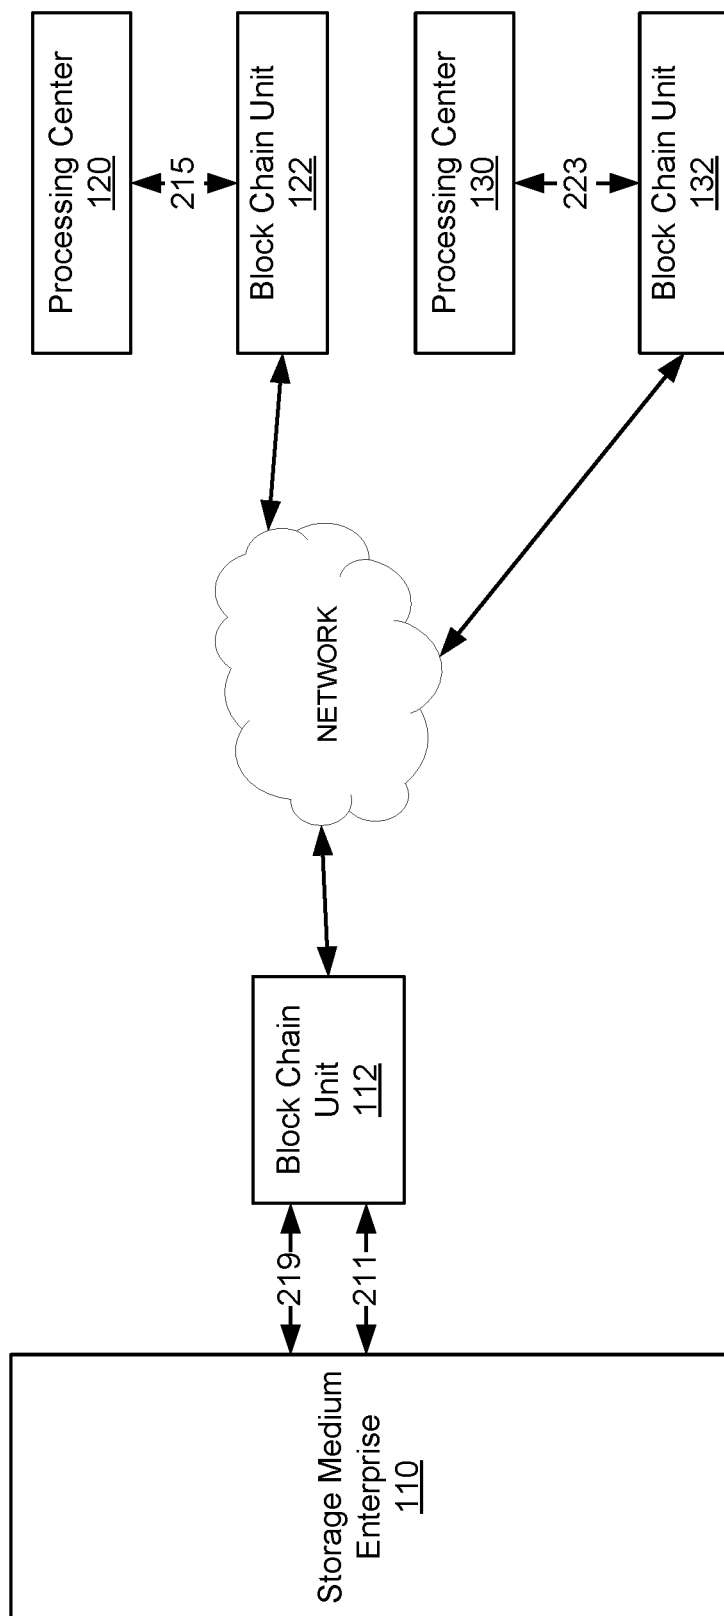 Storage Medium
Enterprise
110
219
211
Block Chain
Unit
112
NETWORK
Processing Center
120
215
Block Chain Unit
122
Processing Center
130
223
Block Chain Unit
132